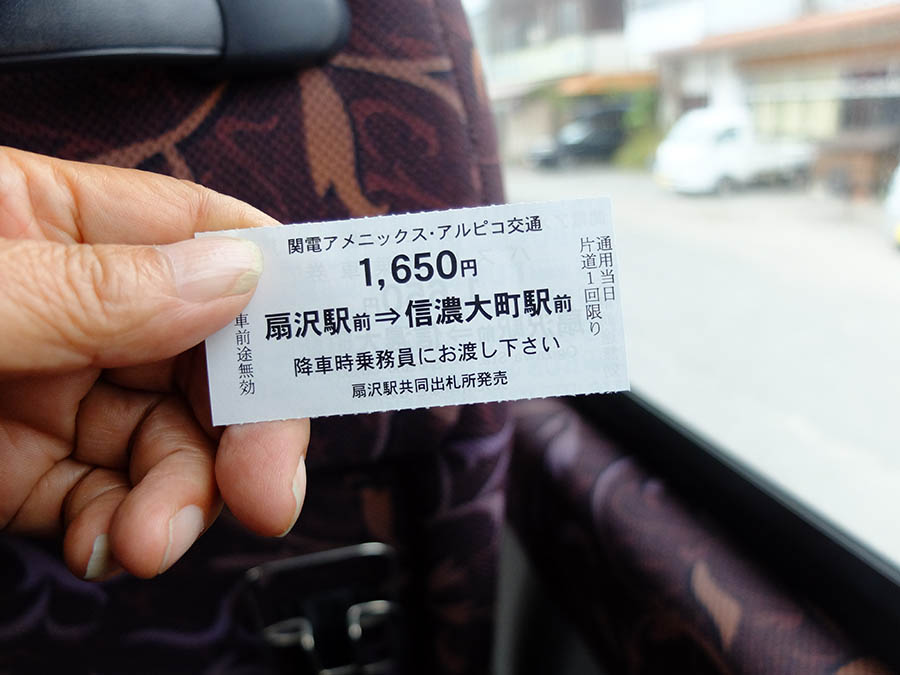 関電アメニックス・アルピコ交通
1,650円
扇沢駅前⇒信濃大町駅前
降車時乗務員にお渡し下さい
扇沢駅共同出札所発売
通用当日
片道1回限り
車前途無効